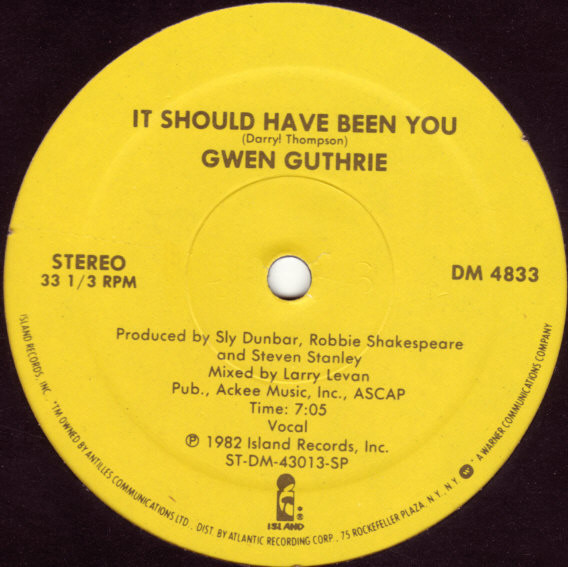 IT SHOULD HAVE BEEN YOU
(Darryl Thompson)
GWEN GUTHRIE
STEREO
33 1/3 RPM
DM 4833
Produced by Sly Dunbar, Robbie Shakespeare
and Steven Stanley
Mixed by Larry Levan
Pub., Ackee Music, Inc., ASCAP
Time: 7:05
Vocal
℗ 1982 Island Records, Inc.
ST-DM-43013-SP
ISLAND ®
ISLAND RECORDS, INC., *TM OWNED BY ANTILLES COMMUNICATIONS LTD., DIST. BY ATLANTIC RECORDING CORP., 75 ROCKEFELLER PLAZA, N.Y., N.Y. A WARNER COMMUNICATIONS COMPANY